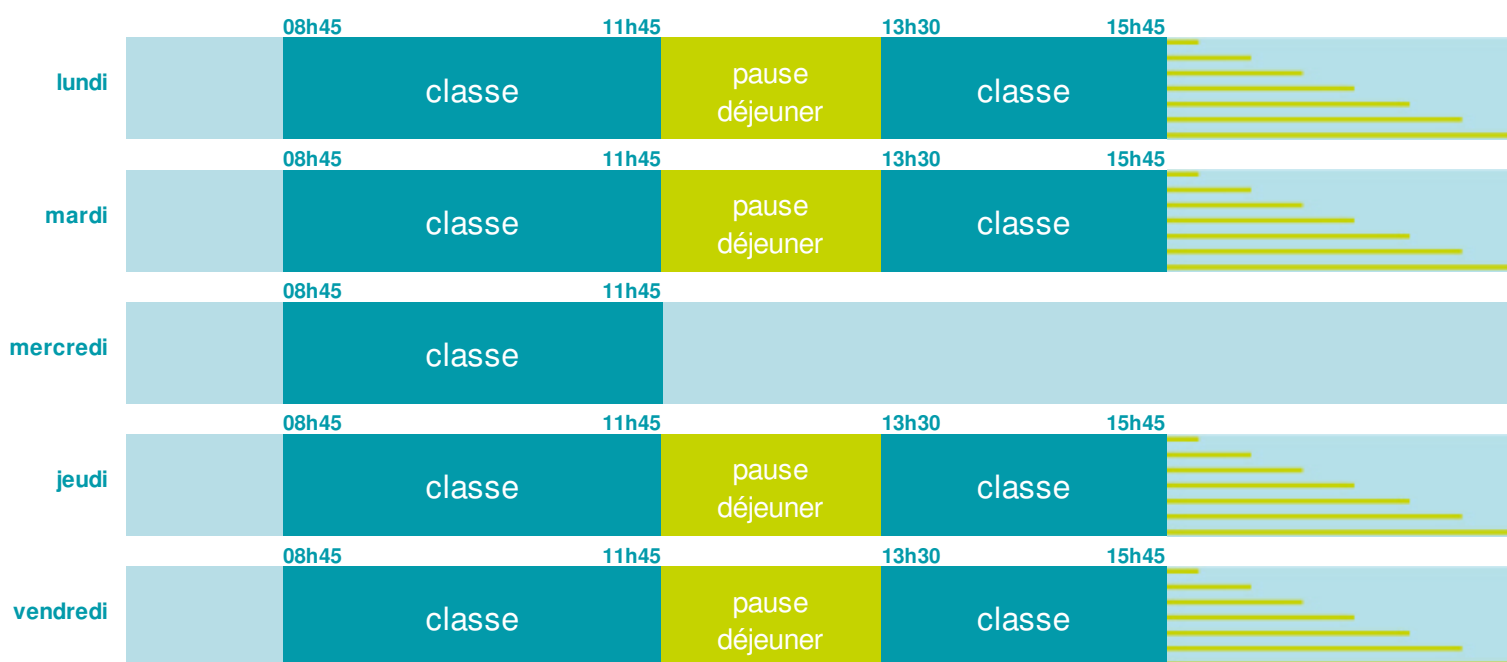 08h45 11h45 13h30 15h45
lundi classe pause déjeuner classe
08h45 11h45 13h30 15h45
mardi classe pause déjeuner classe
08h45 11h45
mercredi classe
08h45 11h45 13h30 15h45
jeudi classe pause déjeuner classe
08h45 11h45 13h30 15h45
vendredi classe pause déjeuner classe